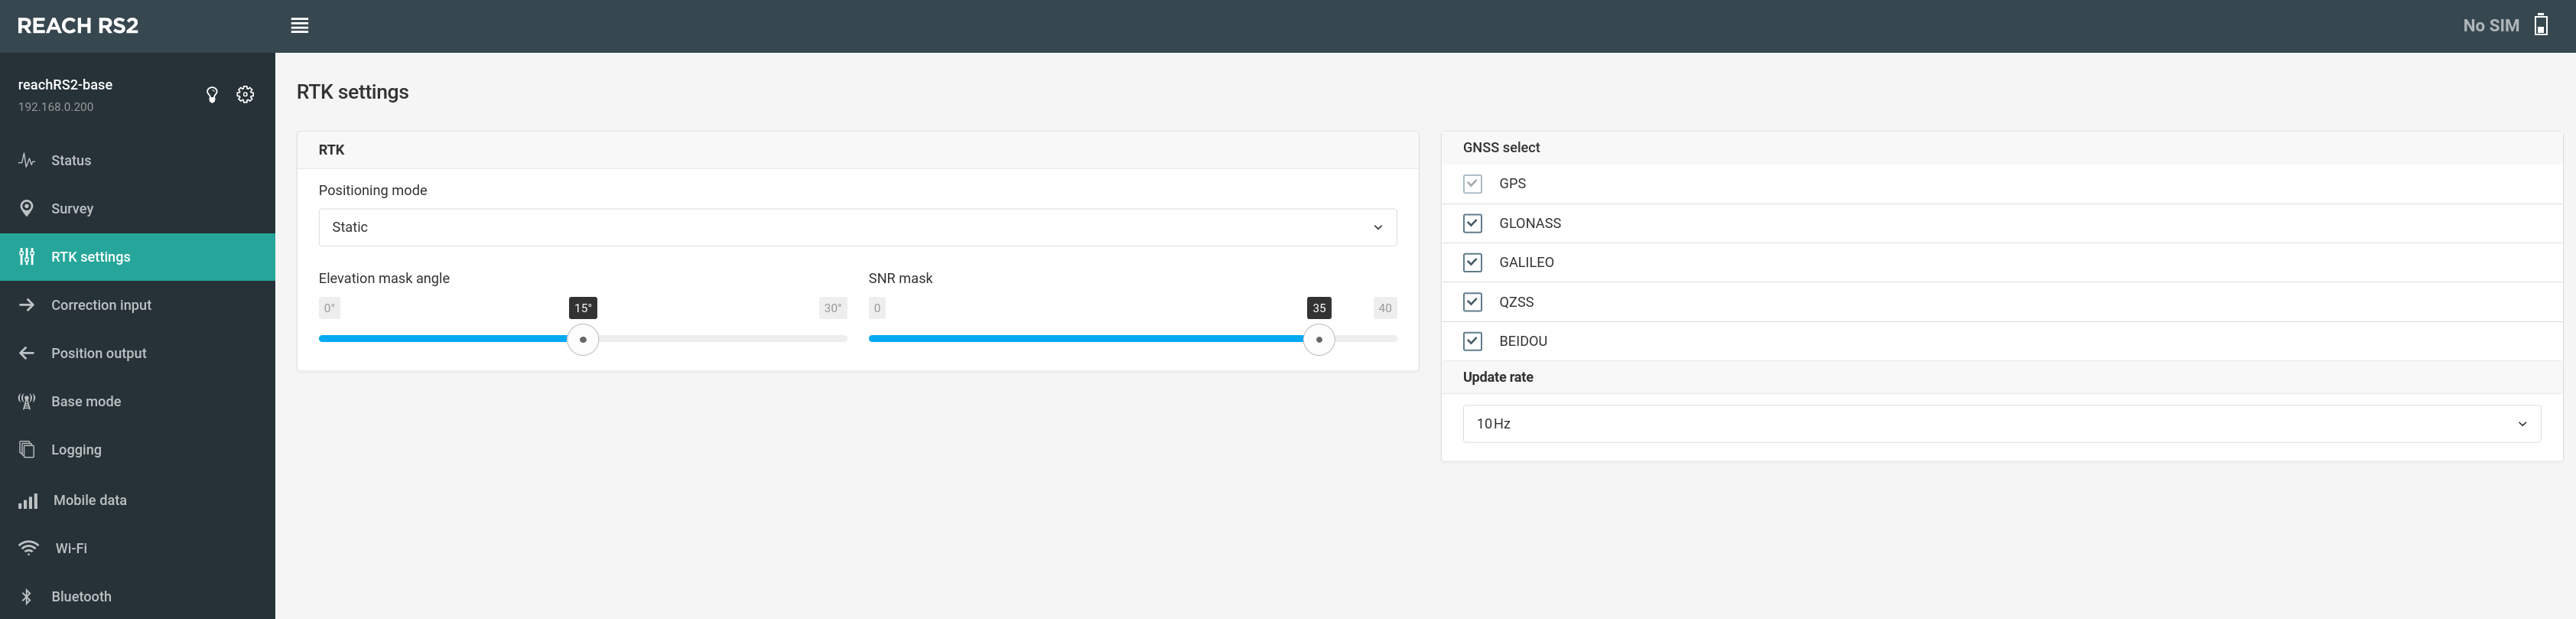 REACH RS2
No SIM
reachRS2-base
192.168.0.200
Status
Survey
RTK settings
Correction input
Position output
Base mode
Logging
Mobile data
Wi-Fi
Bluetooth
RTK settings
RTK
Positioning mode
Static
Elevation mask angle
0° 15° 30°
SNR mask
0 35 40
GNSS select
GPS
GLONASS
GALILEO
QZSS
BEIDOU
Update rate
10 Hz